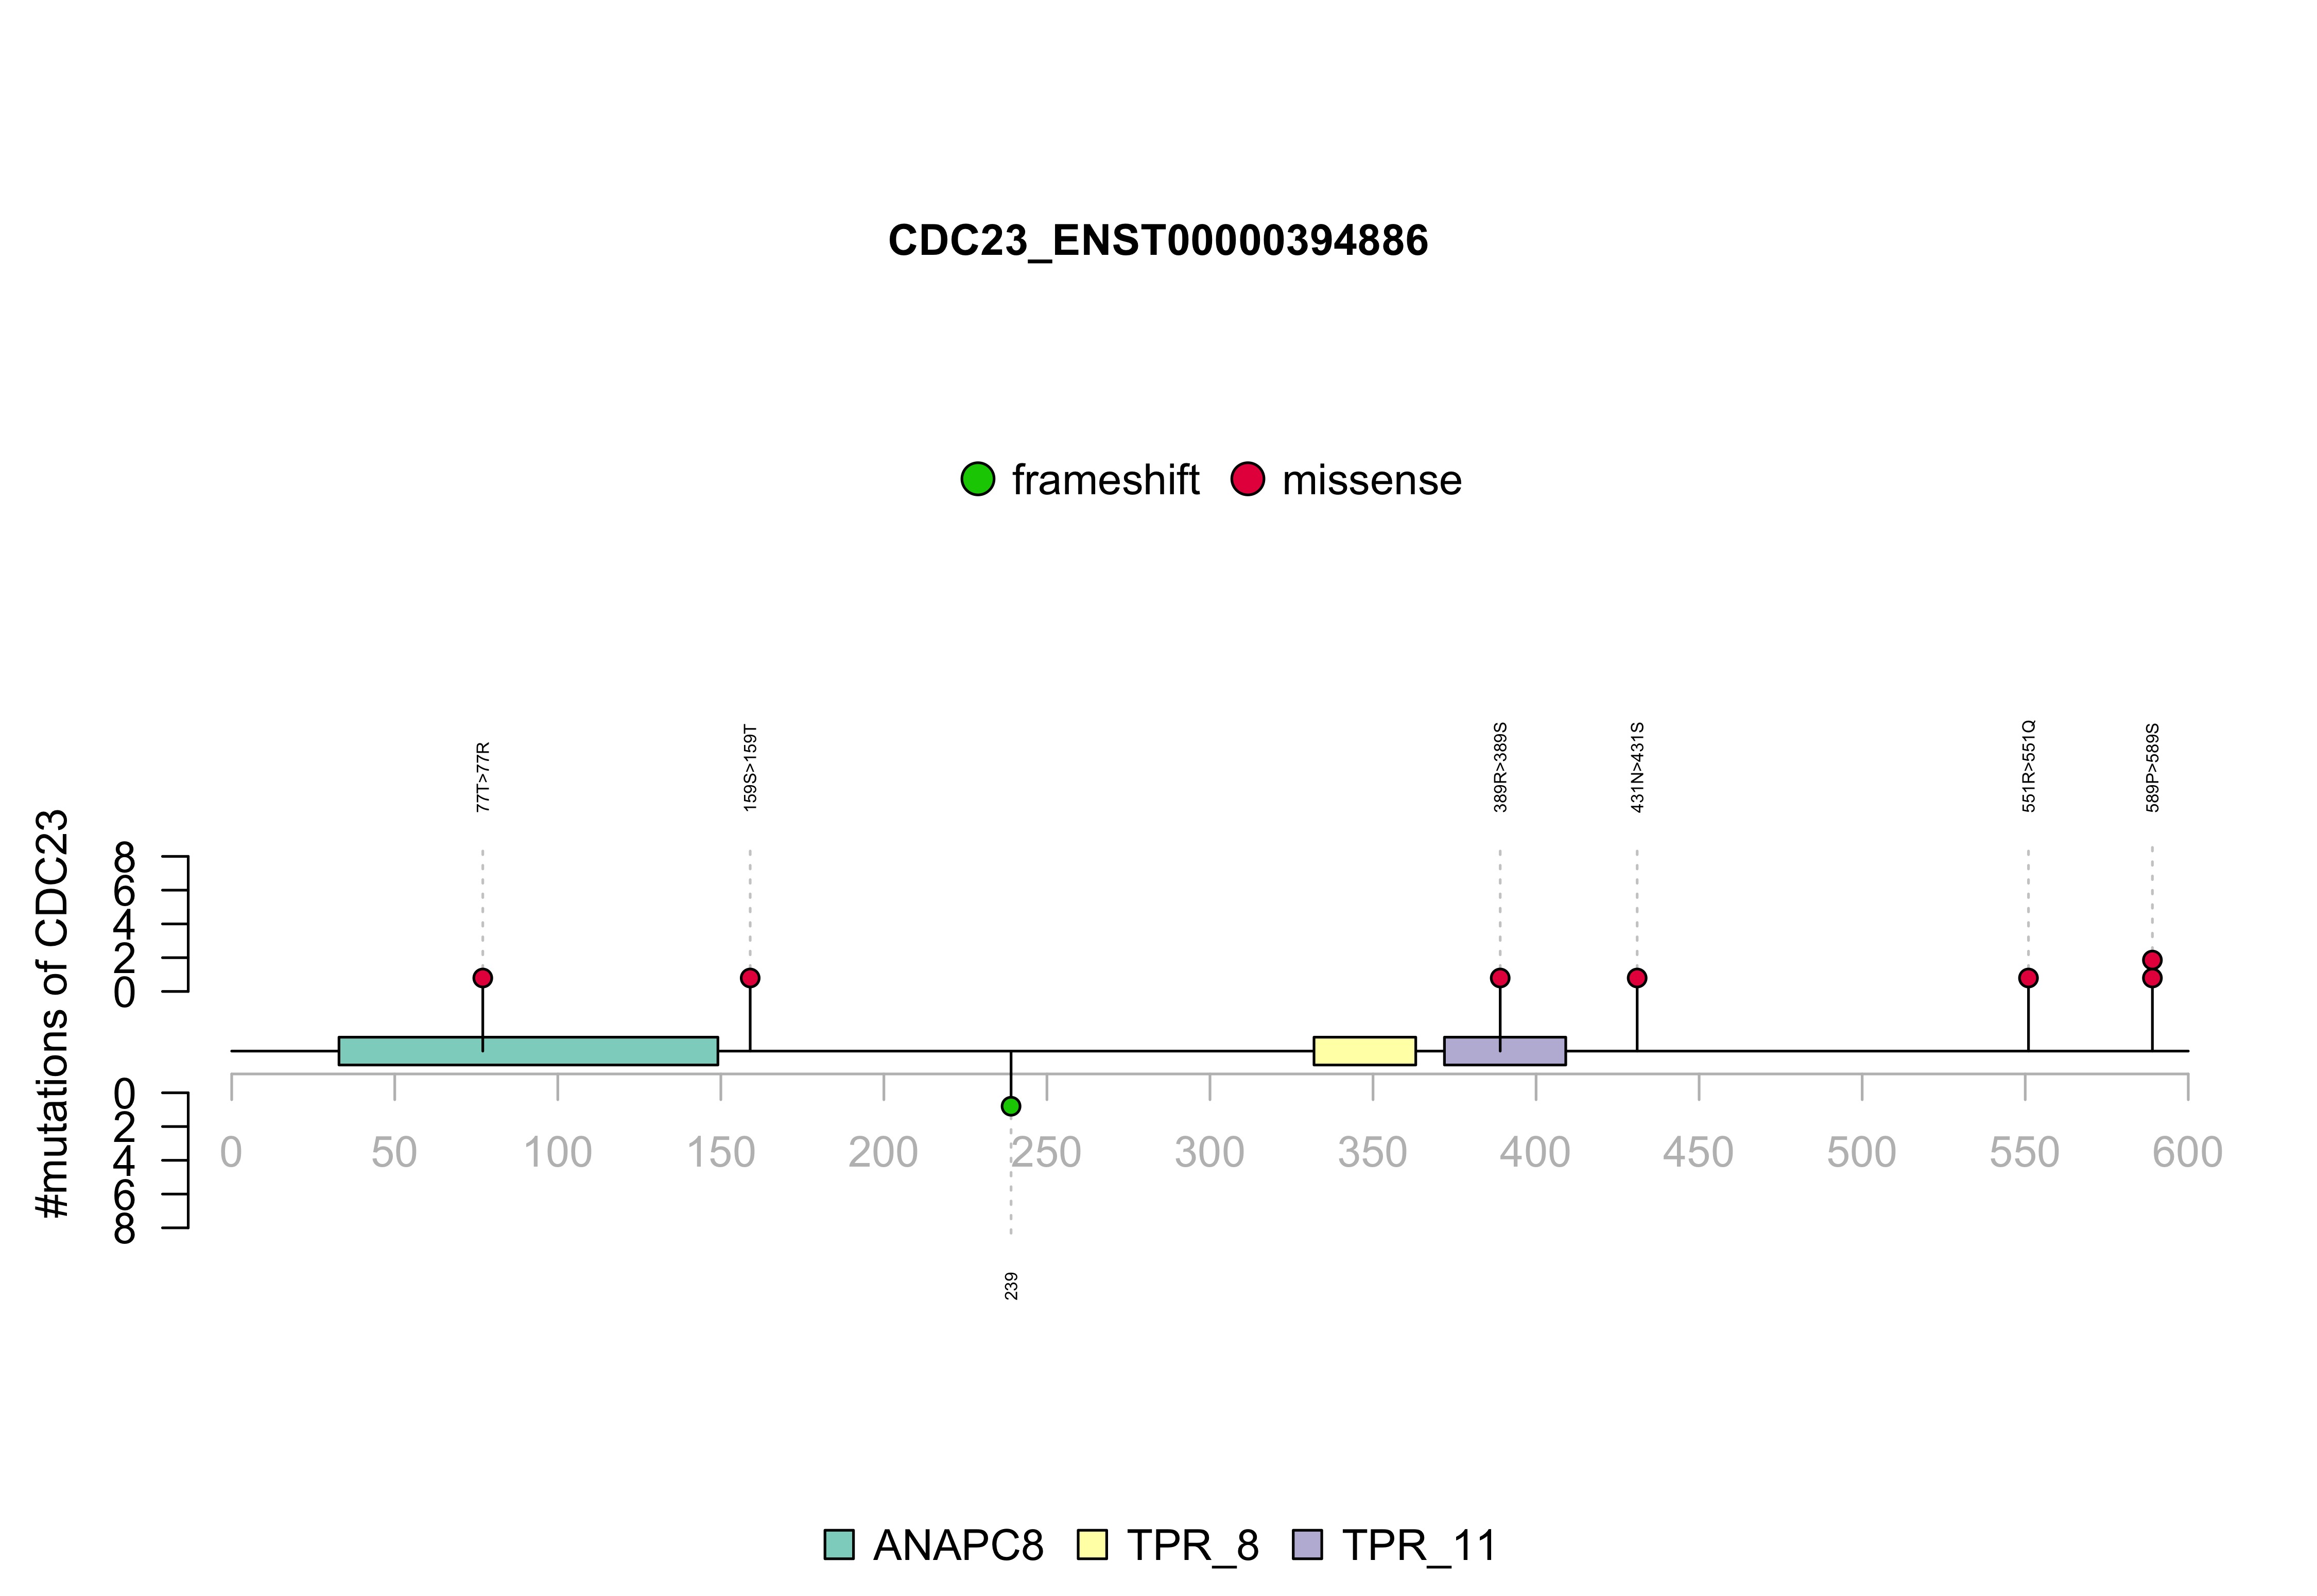 CDC23_ENST00000394886
frameshift missense
77T>77R
159S>159T
389R>389S
431N>431S
551R>551Q
589P>589S
#mutations of CDC23
8
6
4
2
0
0
2
4
6
8
0 50 100 150 200 250 300 350 400 450 500 550 600
239
ANAPC8 TPR_8 TPR_11